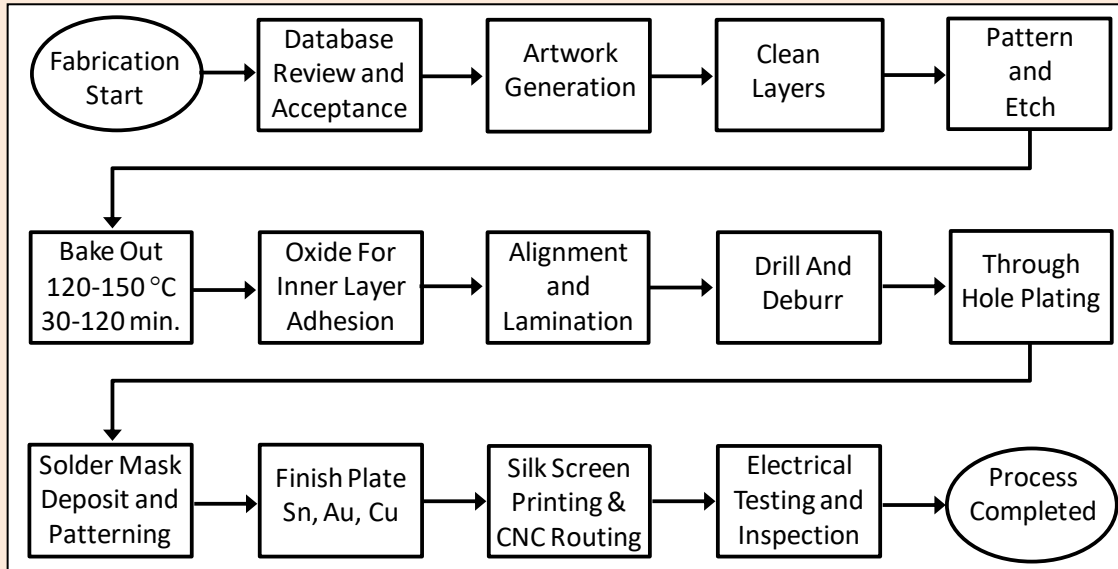 Fabrication
Start
Database
Review and
Acceptance
Artwork
Generation
Clean
Layers
Pattern
and
Etch
Bake Out
120-150 °C
30-120 min.
Oxide For
Inner Layer
Adhesion
Alignment
and
Lamination
Drill And
Deburr
Through
Hole Plating
Solder Mask
Deposit and
Patterning
Finish Plate
Sn, Au, Cu
Silk Screen
Printing &
CNC Routing
Electrical
Testing and
Inspection
Process
Completed